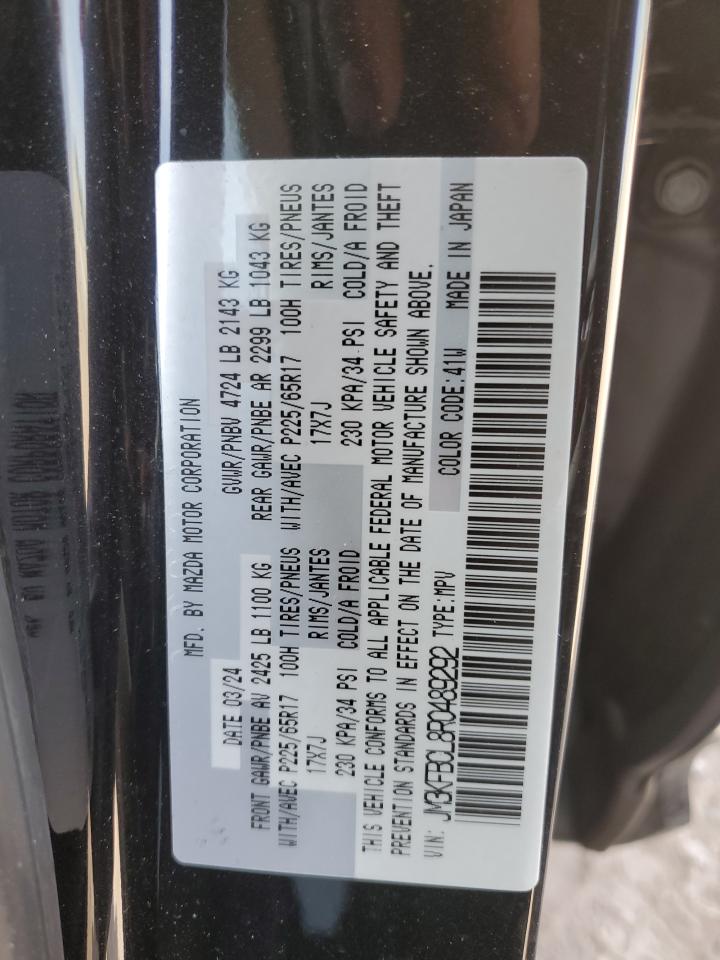 MFD. BY MAZDA MOTOR CORPORATION
DATE 03/24 GVWR/PNBV 4724 LB 2143 KG
FRONT GAWR/PNBE AV 2425 LB 1100 KG REAR GAWR/PNBE AR 2299 LB 1043 KG
WITH/AVEC P225/65R17 100H TIRES/PNEUS WITH/AVEC P225/65R17 100H TIRES/PNEUS
17X7J RIMS/JANTES 17X7J RIMS/JANTES
230 KPA/34 PSI COLD/A FROID 230 KPA/34 PSI COLD/A FROID
THIS VEHICLE CONFORMS TO ALL APPLICABLE FEDERAL MOTOR VEHICLE SAFETY AND THEFT
PREVENTION STANDARDS IN EFFECT ON THE DATE OF MANUFACTURE SHOWN ABOVE.
VIN: JM3KFBCL8R0489292 TYPE:MPV COLOR CODE:41W MADE IN JAPAN